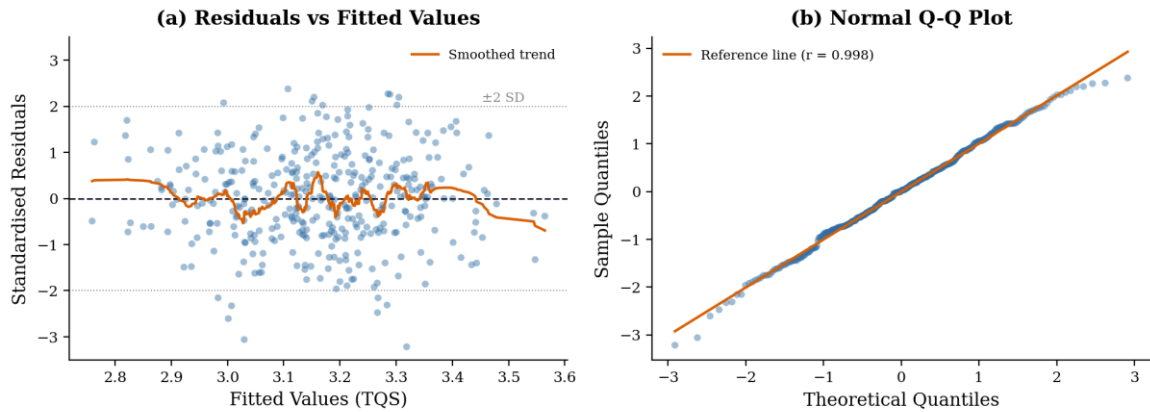 (a) Residuals vs Fitted Values
Standardised Residuals
3
2
1
0
−1
−2
−3
Smoothed trend
±2 SD
2.8 2.9 3.0 3.1 3.2 3.3 3.4 3.5 3.6
Fitted Values (TQS)
(b) Normal Q-Q Plot
Sample Quantiles
3
2
1
0
−1
−2
−3
Reference line (r = 0.998)
−3 −2 −1 0 1 2 3
Theoretical Quantiles